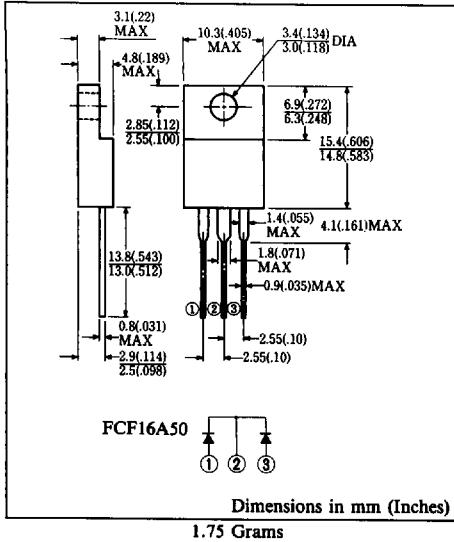 3.1(.22)
MAX
4.8(.189)
MAX
10.3(.405)
MAX
3.4(.134)
3.0(.118)
DIA
2.85(.112
2.55(.100)
6.9(.272)
6.3(.248)
15.4(.606)
14.8(.583)
1.4(.055)
MAX
4.1(.161)MAX
1.8(.071)
MAX
0.9(.035)MAX
13.8(.543)
13.0(.512)
① ② ③
0.8(.031)
MAX
2.9(.114)
2.5(.098)
2.55(.10)
2.55(.10)
FCF16A50
① ② ③
Dimensions in mm (Inches)
1.75 Grams